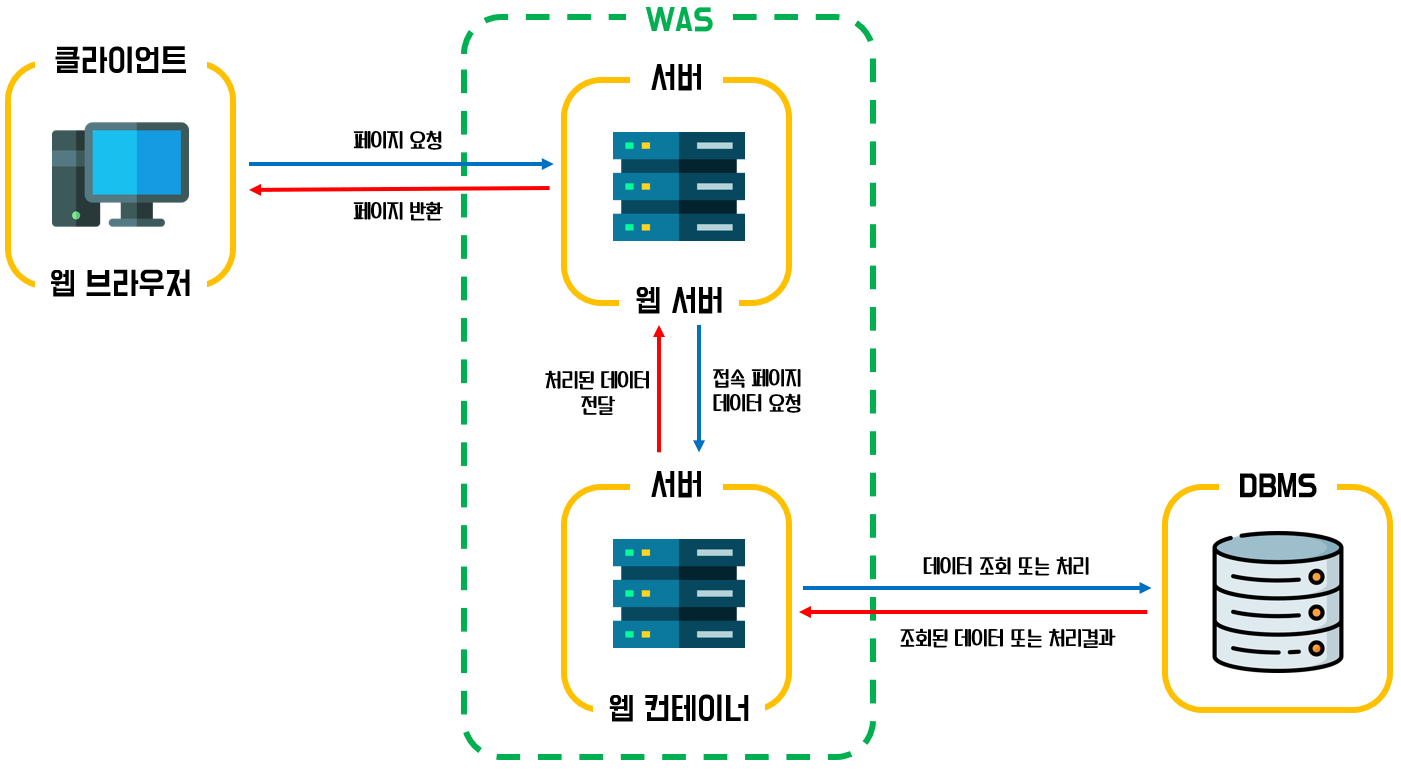 WAS
클라이언트
서버
페이지 요청
페이지 반환
웹 브라우저
웹 서버
처리된 데이터
전달
접속 페이지
데이터 요청
서버
DBMS
데이터 조회 또는 처리
조회된 데이터 또는 처리결과
웹 컨테이너